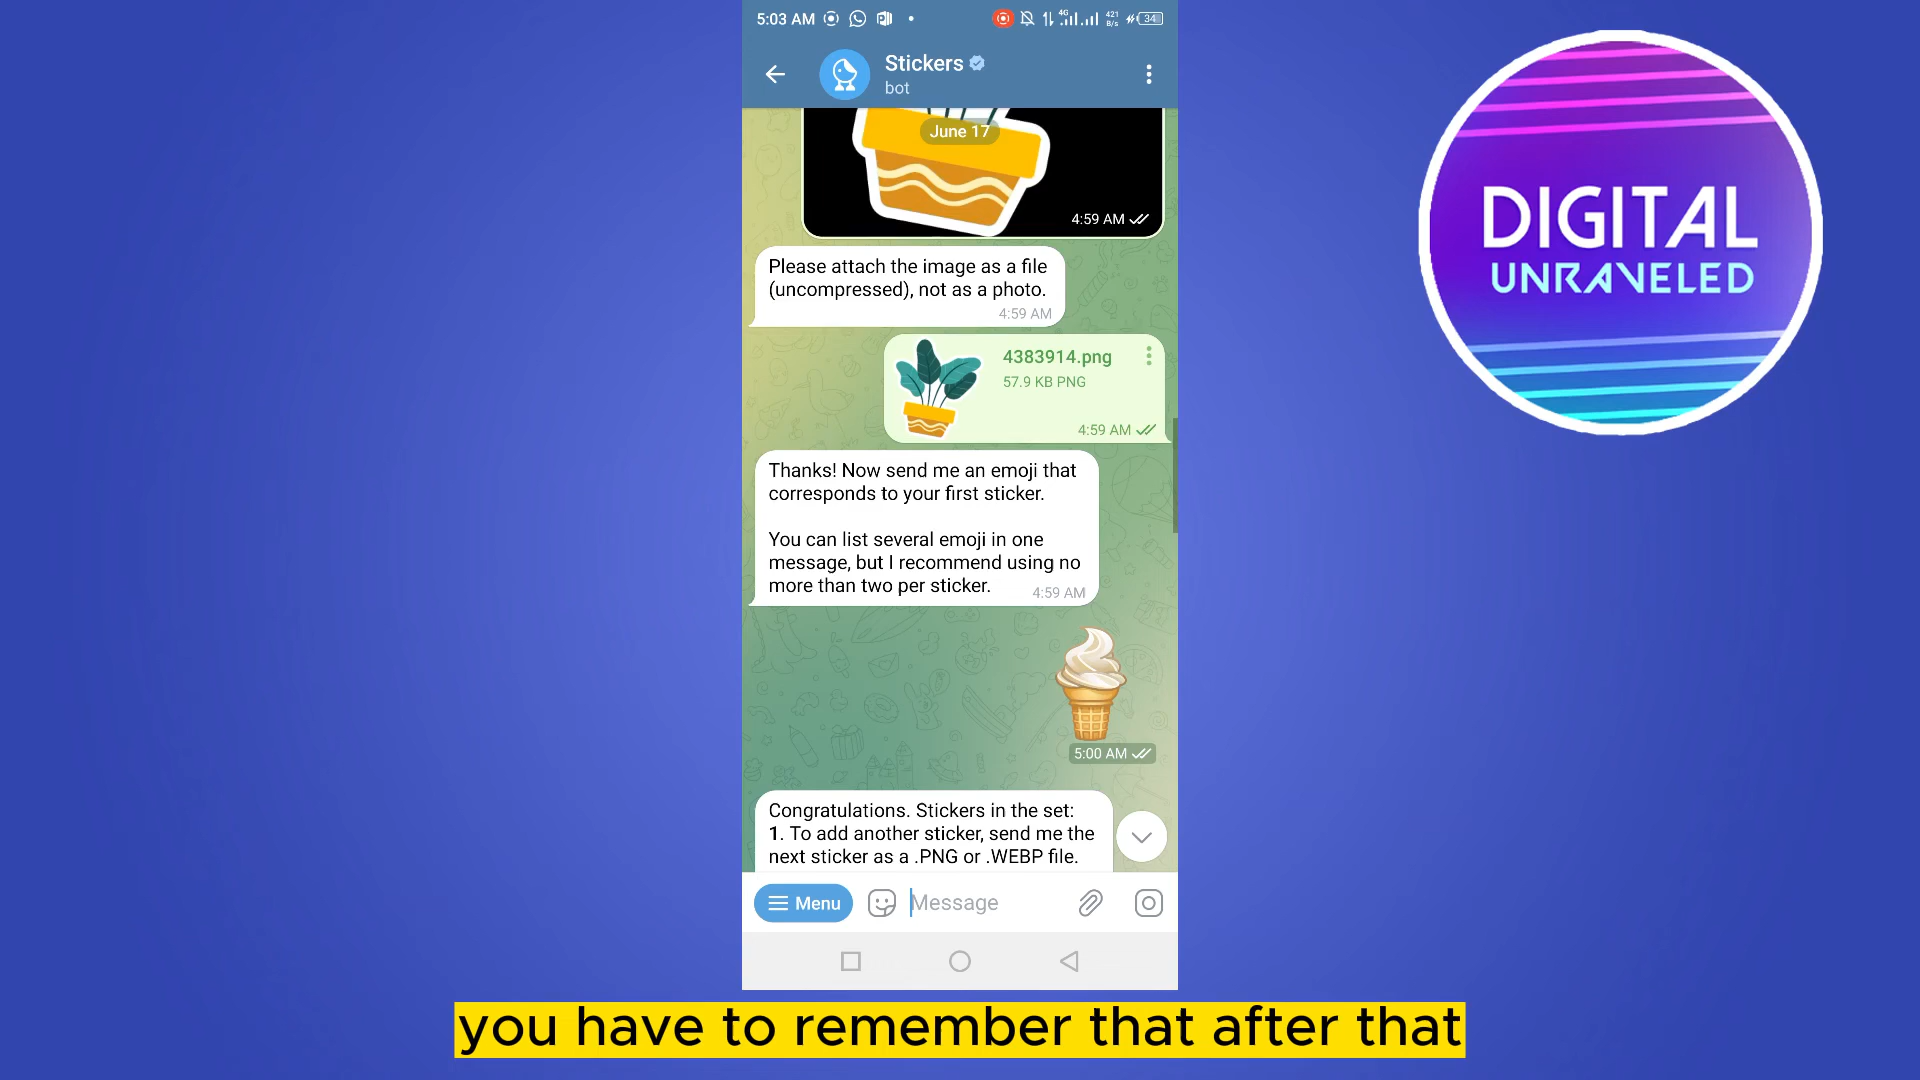 5:03 AM
4G
421
B/s
34
Stickers
bot
June 17
4:59 AM
Please attach the image as a file
(uncompressed), not as a photo.
4:59 AM
4383914.png
57.9 KB PNG
4:59 AM
Thanks! Now send me an emoji that
corresponds to your first sticker.
You can list several emoji in one
message, but I recommend using no
more than two per sticker.
4:59 AM
5:00 AM
Congratulations. Stickers in the set:
1. To add another sticker, send me the
next sticker as a .PNG or .WEBP file.
Menu
Message
DIGITAL
UNRAVELED
you have to remember that after that